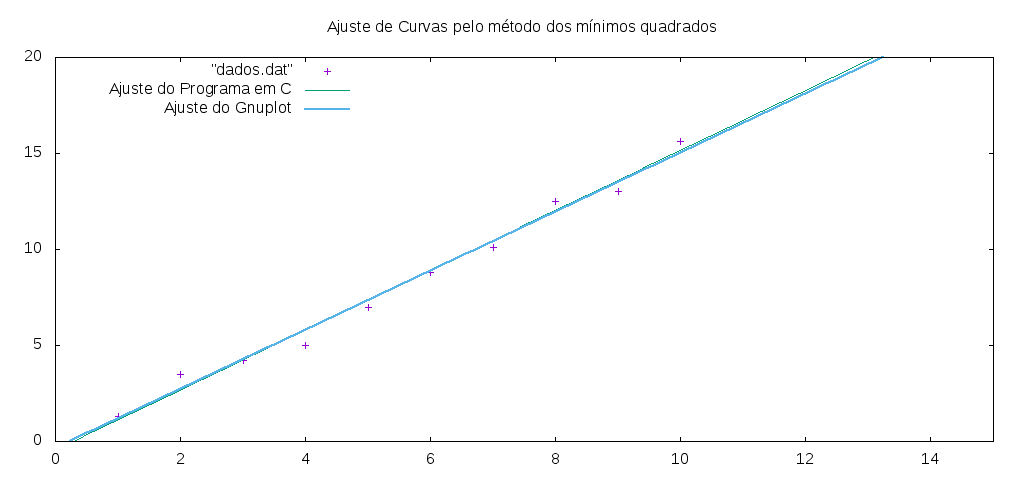 Ajuste de Curvas pelo método dos mínimos quadrados
"dados.dat"
Ajuste do Programa em C
Ajuste do Gnuplot
20
15
10
5
0
0 2 4 6 8 10 12 14